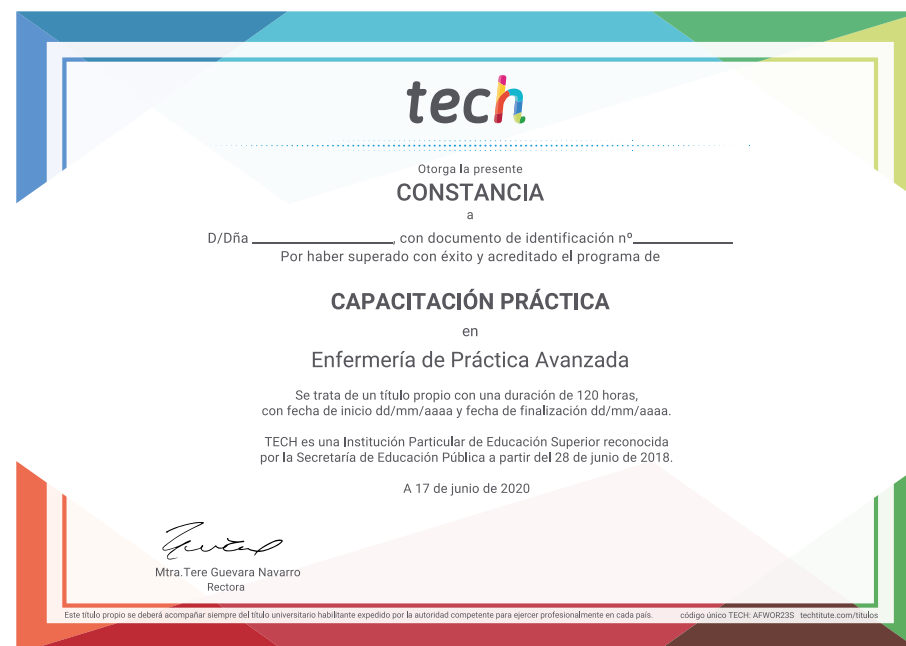 tech
Otorga la presente
CONSTANCIA
a
D/Dña ____________________, con documento de identificación nº______________
Por haber superado con éxito y acreditado el programa de
CAPACITACIÓN PRÁCTICA
en
Enfermería de Práctica Avanzada
Se trata de un título propio con una duración de 120 horas,
con fecha de inicio dd/mm/aaaa y fecha de finalización dd/mm/aaaa.
TECH es una Institución Particular de Educación Superior reconocida
por la Secretaría de Educación Pública a partir del 28 de junio de 2018.
A 17 de junio de 2020
Mtra.Tere Guevara Navarro
Rectora
Este título propio se deberá acompañar siempre del título universitario habilitante expedido por la autoridad competente para ejercer profesionalmente en cada país. código único TECH: AFWOR23S techtitute.com/titulos